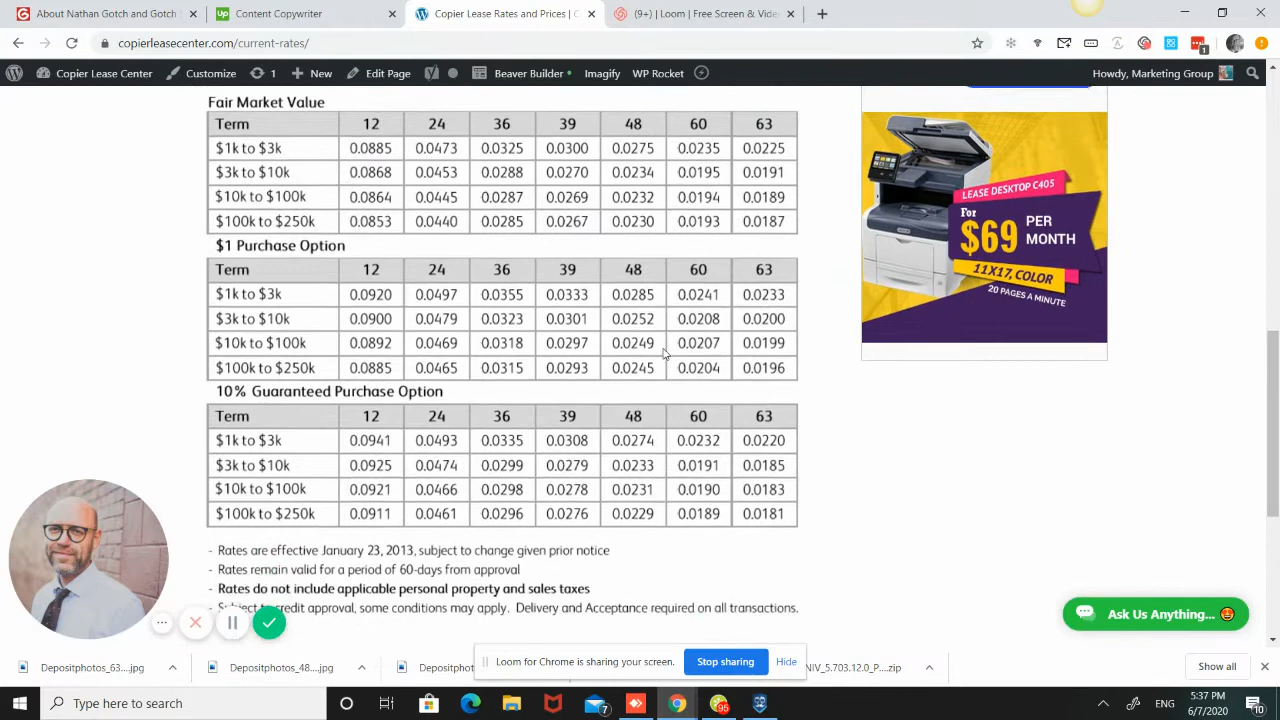 About Nathan Gotch and Gotch
Content Copywriter
Copier Lease Rates and Prices | C
(9+) | Loom | Free Screen & Vide
copierleasecenter.com/current-rates/
Copier Lease Center
Customize
1
New
Edit Page
Beaver Builder
Imagify
WP Rocket
Howdy, Marketing Group
Fair Market Value
Term 12 24 36 39 48 60 63
$1k to $3k 0.0885 0.0473 0.0325 0.0300 0.0275 0.0235 0.0225
$3k to $10k 0.0868 0.0453 0.0288 0.0270 0.0234 0.0195 0.0191
$10k to $100k 0.0864 0.0445 0.0287 0.0269 0.0232 0.0194 0.0189
$100k to $250k 0.0853 0.0440 0.0285 0.0267 0.0230 0.0193 0.0187
$1 Purchase Option
Term 12 24 36 39 48 60 63
$1k to $3k 0.0920 0.0497 0.0355 0.0333 0.0285 0.0241 0.0233
$3k to $10k 0.0900 0.0479 0.0323 0.0301 0.0252 0.0208 0.0200
$10k to $100k 0.0892 0.0469 0.0318 0.0297 0.0249 0.0207 0.0199
$100k to $250k 0.0885 0.0465 0.0315 0.0293 0.0245 0.0204 0.0196
10% Guaranteed Purchase Option
Term 12 24 36 39 48 60 63
$1k to $3k 0.0941 0.0493 0.0335 0.0308 0.0274 0.0232 0.0220
$3k to $10k 0.0925 0.0474 0.0299 0.0279 0.0233 0.0191 0.0185
$10k to $100k 0.0921 0.0466 0.0298 0.0278 0.0231 0.0190 0.0183
$100k to $250k 0.0911 0.0461 0.0296 0.0276 0.0229 0.0189 0.0181
- Rates are effective January 23, 2013, subject to change given prior notice
- Rates remain valid for a period of 60-days from approval
- Rates do not include applicable personal property and sales taxes
- Subject to credit approval, some conditions may apply. Delivery and Acceptance required on all transactions.
LEASE DESKTOP C405
For
$69
PER
MONTH
11X17, COLOR
20 PAGES A MINUTE
Ask Us Anything...
Depositphotos_63....jpg
Depositphotos_48....jpg
Depositphot
Loom for Chrome is sharing your screen.
Stop sharing
Hide
NIV_5.703.12.0_P....zip
Show all
Type here to search
7
95
ENG
5:37 PM
6/7/2020
10